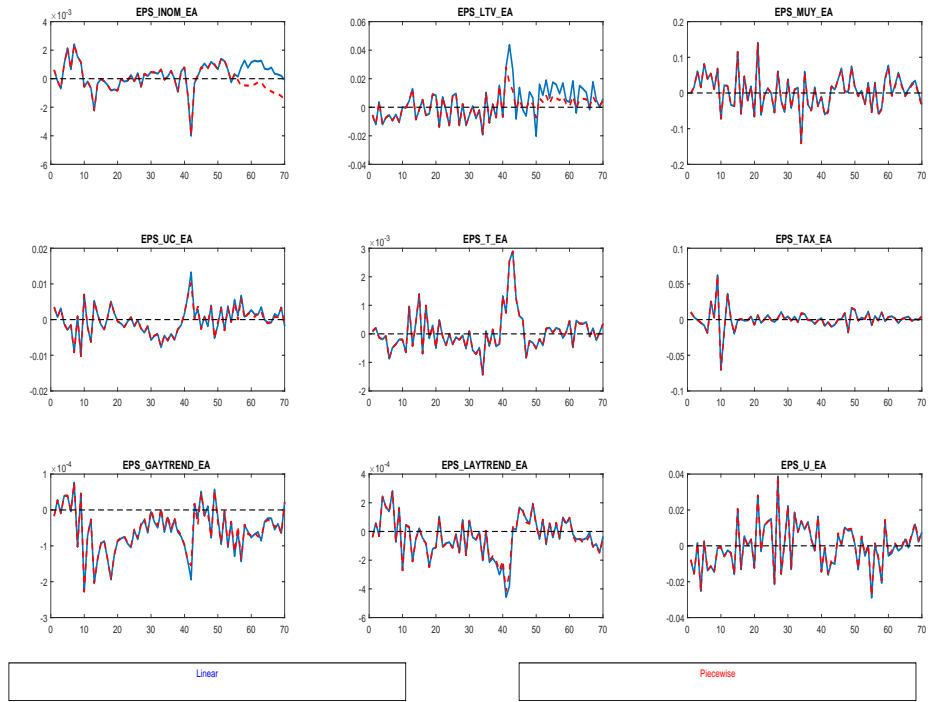 EPS_INOM_EA EPS_LTV_EA EPS_MUY_EA
×10-3
4 0.06 0.2
2 0.04 0.1
0 0.02 0
-2 0 -0.1
-4 -0.02 -0.2
-6 -0.04
0 10 20 30 40 50 60 70 0 10 20 30 40 50 60 70 0 10 20 30 40 50 60 70
EPS_UC_EA EPS_T_EA EPS_TAX_EA
×10-3
0.02 3 0.1
0.01 2 0.05
0 1 0
-0.01 0 -0.05
-0.02 -1 -0.1
-2
0 10 20 30 40 50 60 70 0 10 20 30 40 50 60 70 0 10 20 30 40 50 60 70
EPS_GAYTREND_EA EPS_LAYTREND_EA EPS_U_EA
×10-4 ×10-4
1 4 0.04
0 2 0.02
-1 0 0
-2 -2 -0.02
-3 -4 -0.04
-6
0 10 20 30 40 50 60 70 0 10 20 30 40 50 60 70 0 10 20 30 40 50 60 70
Linear Piecewise